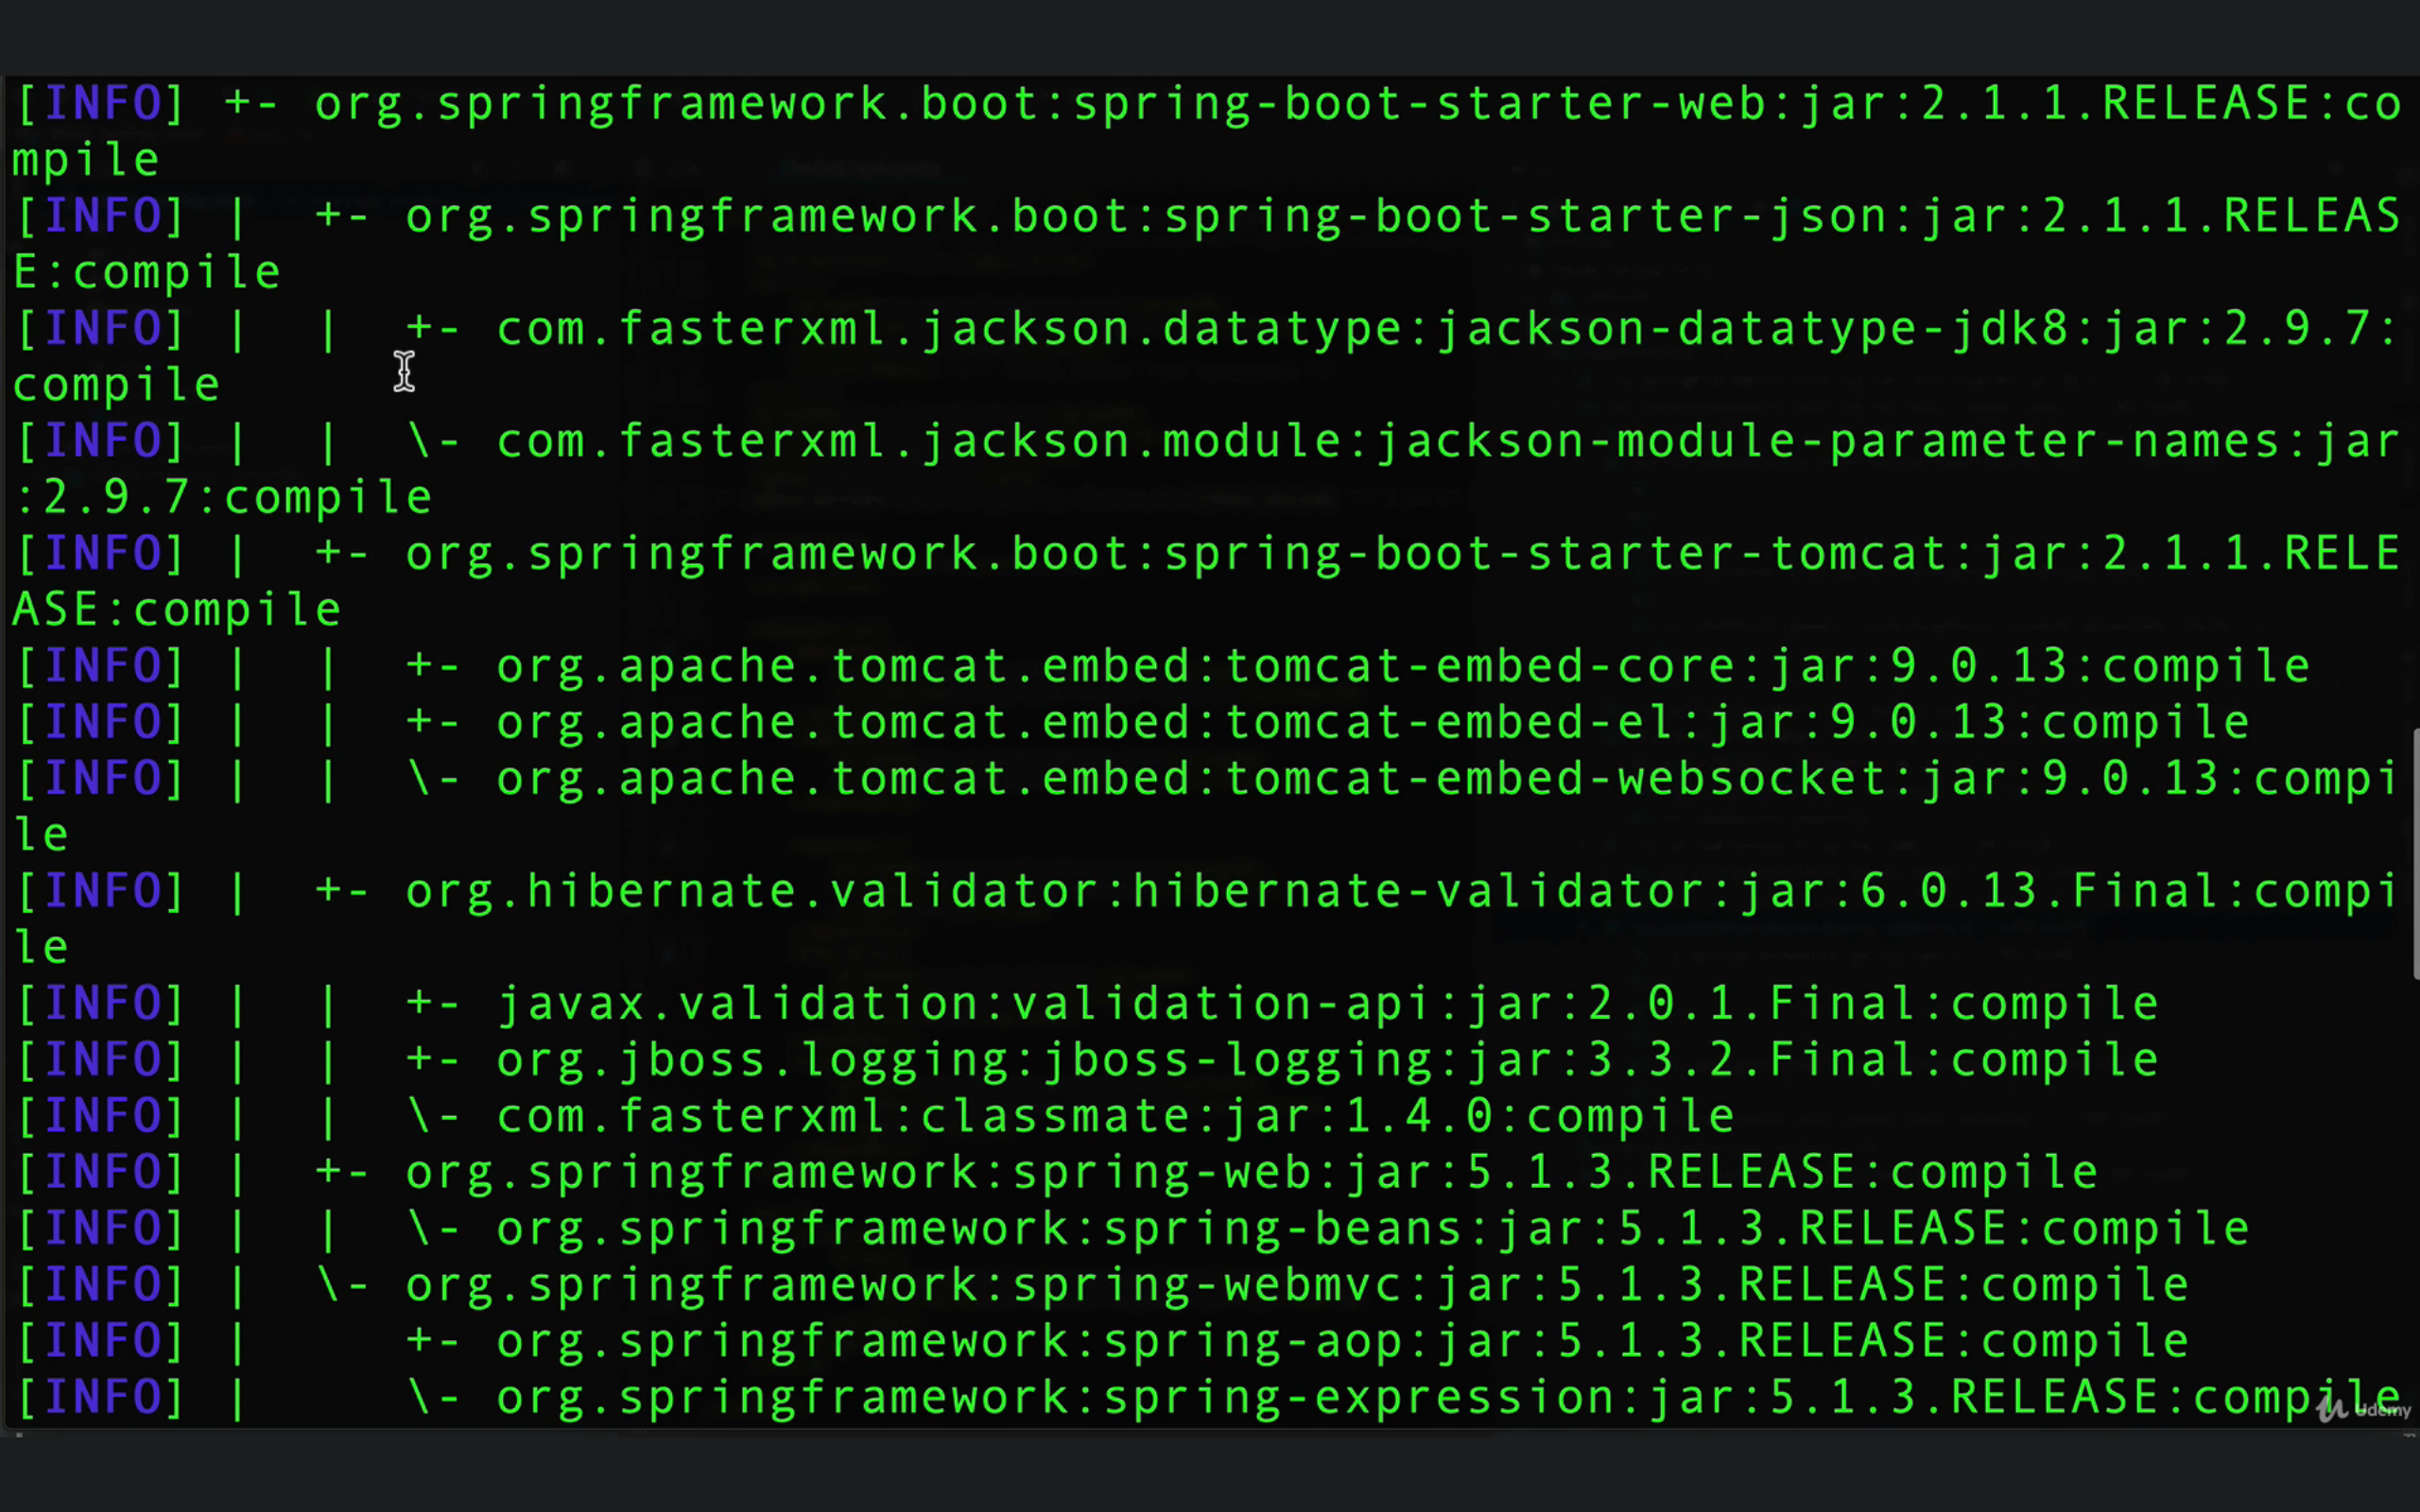 [INFO] +- org.springframework.boot:spring-boot-starter-web:jar:2.1.1.RELEASE:co
mpile
[INFO] |  +- org.springframework.boot:spring-boot-starter-json:jar:2.1.1.RELEAS
E:compile
[INFO] |  |  +- com.fasterxml.jackson.datatype:jackson-datatype-jdk8:jar:2.9.7:
compile
[INFO] |  |  \- com.fasterxml.jackson.module:jackson-module-parameter-names:jar
:2.9.7:compile
[INFO] |  +- org.springframework.boot:spring-boot-starter-tomcat:jar:2.1.1.RELE
ASE:compile
[INFO] |  |  +- org.apache.tomcat.embed:tomcat-embed-core:jar:9.0.13:compile
[INFO] |  |  +- org.apache.tomcat.embed:tomcat-embed-el:jar:9.0.13:compile
[INFO] |  |  \- org.apache.tomcat.embed:tomcat-embed-websocket:jar:9.0.13:compi
le
[INFO] |  +- org.hibernate.validator:hibernate-validator:jar:6.0.13.Final:compi
le
[INFO] |  |  +- javax.validation:validation-api:jar:2.0.1.Final:compile
[INFO] |  |  +- org.jboss.logging:jboss-logging:jar:3.3.2.Final:compile
[INFO] |  |  \- com.fasterxml:classmate:jar:1.4.0:compile
[INFO] |  +- org.springframework:spring-web:jar:5.1.3.RELEASE:compile
[INFO] |  |  \- org.springframework:spring-beans:jar:5.1.3.RELEASE:compile
[INFO] |  \- org.springframework:spring-webmvc:jar:5.1.3.RELEASE:compile
[INFO] |     +- org.springframework:spring-aop:jar:5.1.3.RELEASE:compile
[INFO] |     \- org.springframework:spring-expression:jar:5.1.3.RELEASE:compile
Udemy